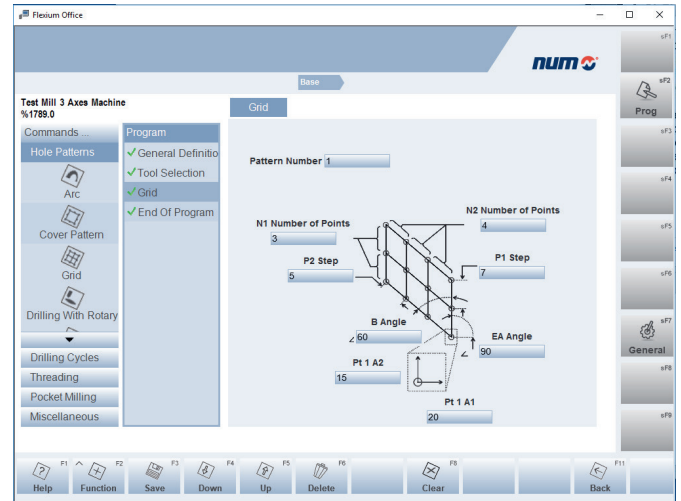 Flexium Office
num
sF1
Base
sF2
Prog
Test Mill 3 Axes Machine
%1789.0
Grid
Commands ...
Program
sF3
Hole Patterns
General Definitio
Tool Selection
Grid
End Of Program
Pattern Number 1
sF4
Arc
Cover Pattern
N1 Number of Points
3
N2 Number of Points
4
sF5
P2 Step
5
P1 Step
7
Grid
sF6
Drilling With Rotary
B Angle
60
EA Angle
90
sF7
General
Drilling Cycles
Pt 1 A2
15
sF8
Threading
Pocket Milling
Pt 1 A1
20
Miscellaneous
sF9
F1
Help
F2
Function
F3
Save
F4
Down
F5
Up
F6
Delete
F8
Clear
F11
Back